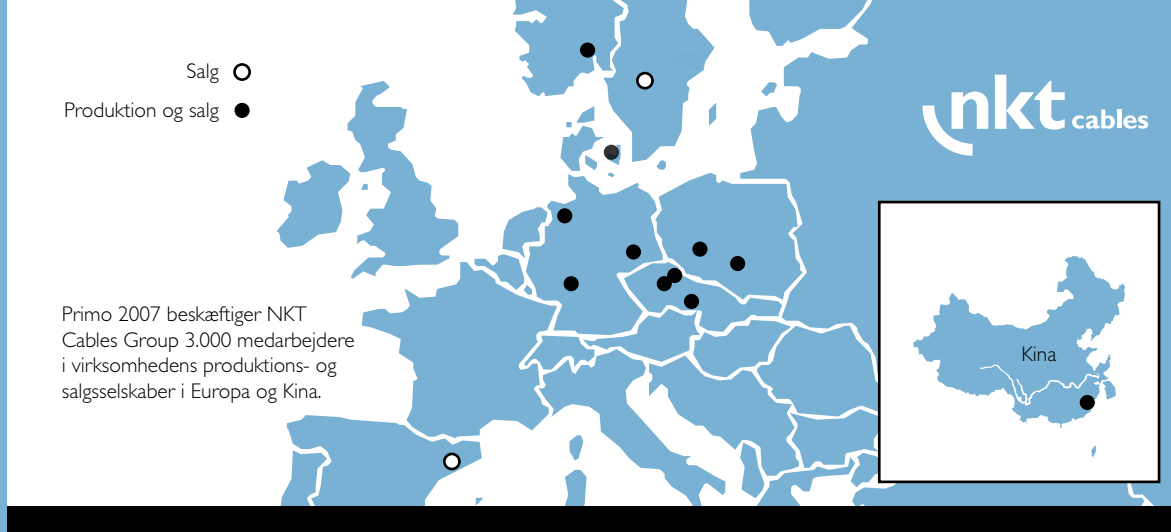 Salg
Produktion og salg
nkt cables
Primo 2007 beskæftiger NKT
Cables Group 3.000 medarbejdere
i virksomhedens produktions- og
salgsselskaber i Europa og Kina.
Kina